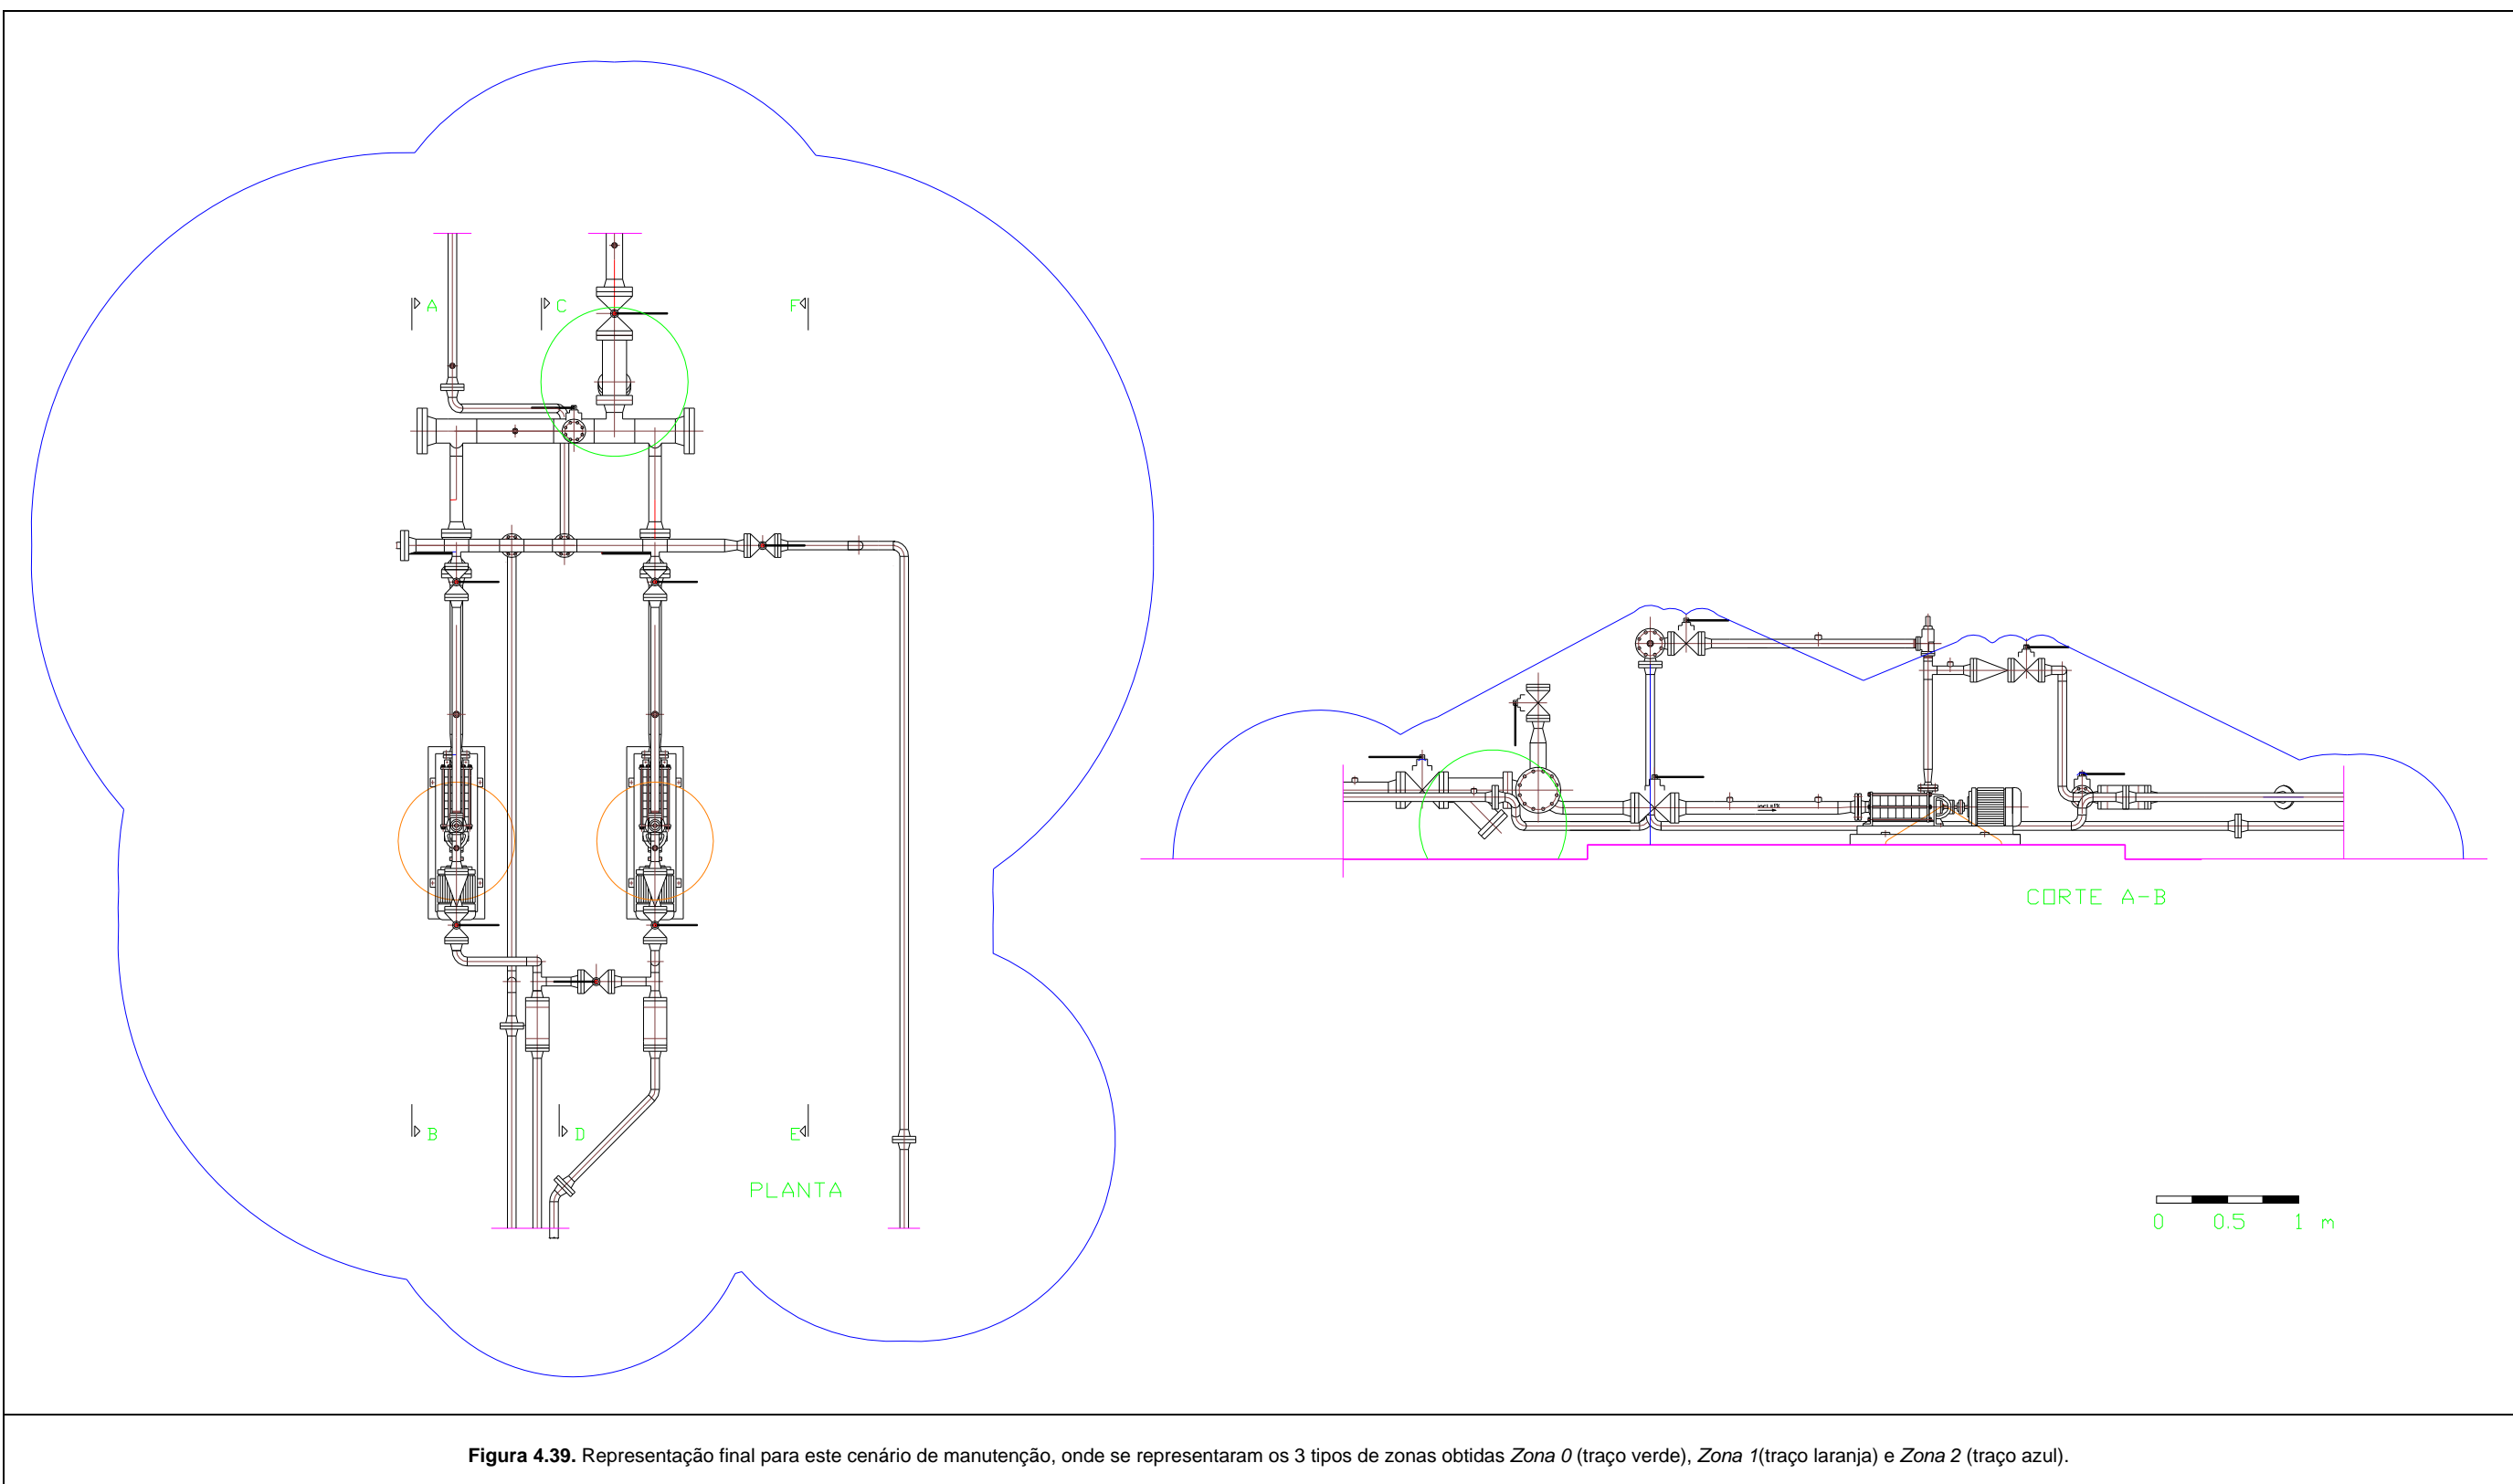 A C F
B D E
PLANTA
CORTE A-B
0 0.5 1 m
Figura 4.39. Representação final para este cenário de manutenção, onde se representaram os 3 tipos de zonas obtidas Zona 0 (traço verde), Zona 1(traço laranja) e Zona 2 (traço azul).